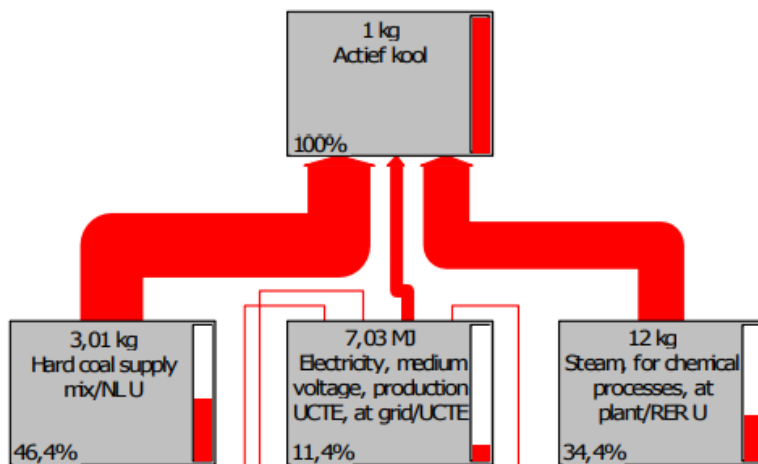 1 kg
Actief kool
100%
3,01 kg
Hard coal supply
mix/NL U
46,4%
7,03 MJ
Electricity, medium
voltage, production
UCTE, at grid/UCTE
11,4%
12 kg
Steam, for chemical
processes, at
plant/RER U
34,4%